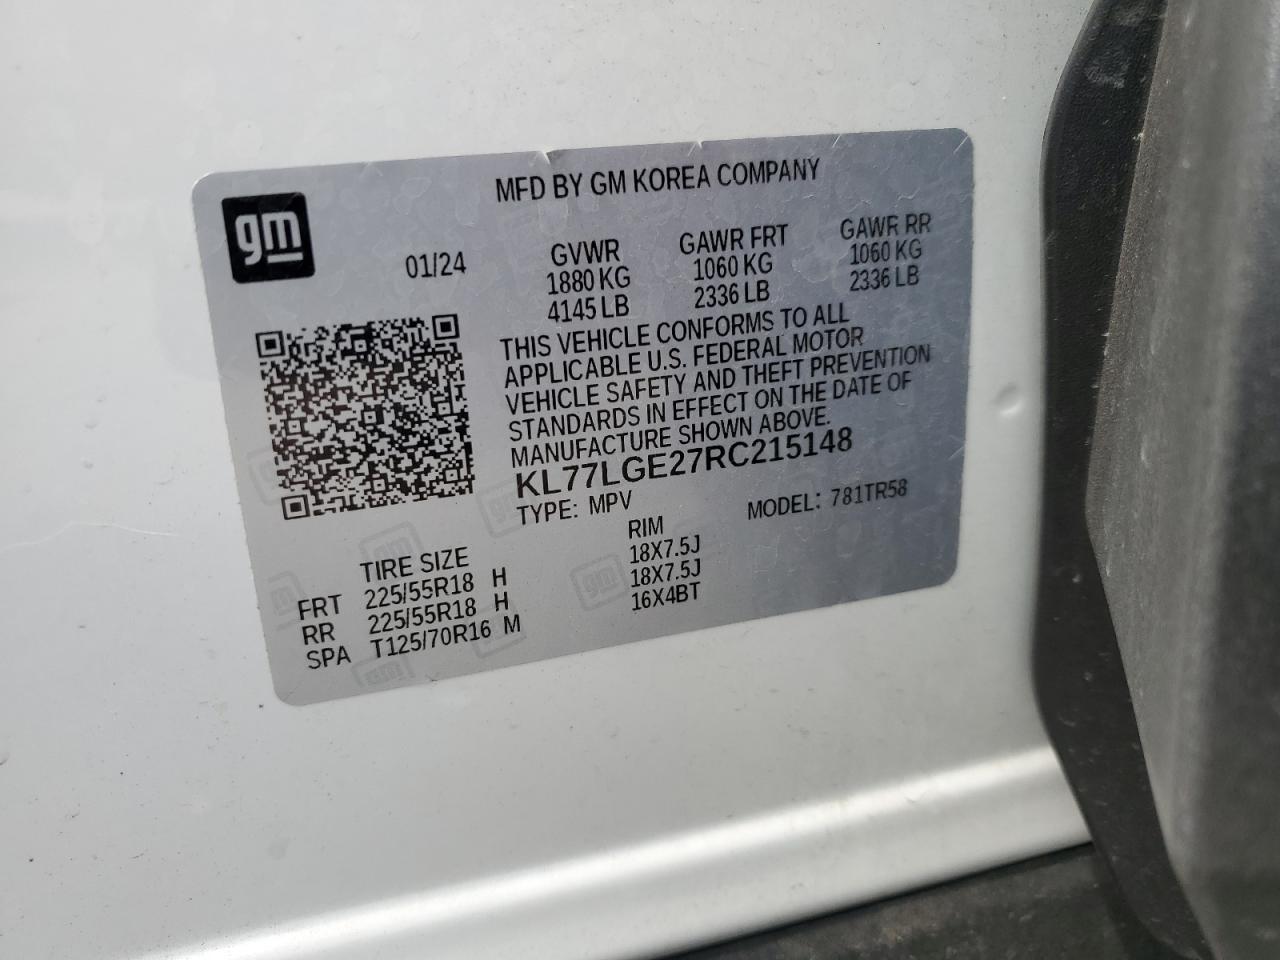 MFD BY GM KOREA COMPANY
gm
01/24
GVWR
1880 KG
4145 LB
GAWR FRT
1060 KG
2336 LB
GAWR RR
1060 KG
2336 LB
THIS VEHICLE CONFORMS TO ALL
APPLICABLE U.S. FEDERAL MOTOR
VEHICLE SAFETY AND THEFT PREVENTION
STANDARDS IN EFFECT ON THE DATE OF
MANUFACTURE SHOWN ABOVE.
KL77LGE27RC215148
TYPE: MPV MODEL: 781TR58
TIRE SIZE RIM
FRT 225/55R18 H 18X7.5J
RR 225/55R18 H 18X7.5J
SPA T125/70R16 M 16X4BT
gm
gm
gm